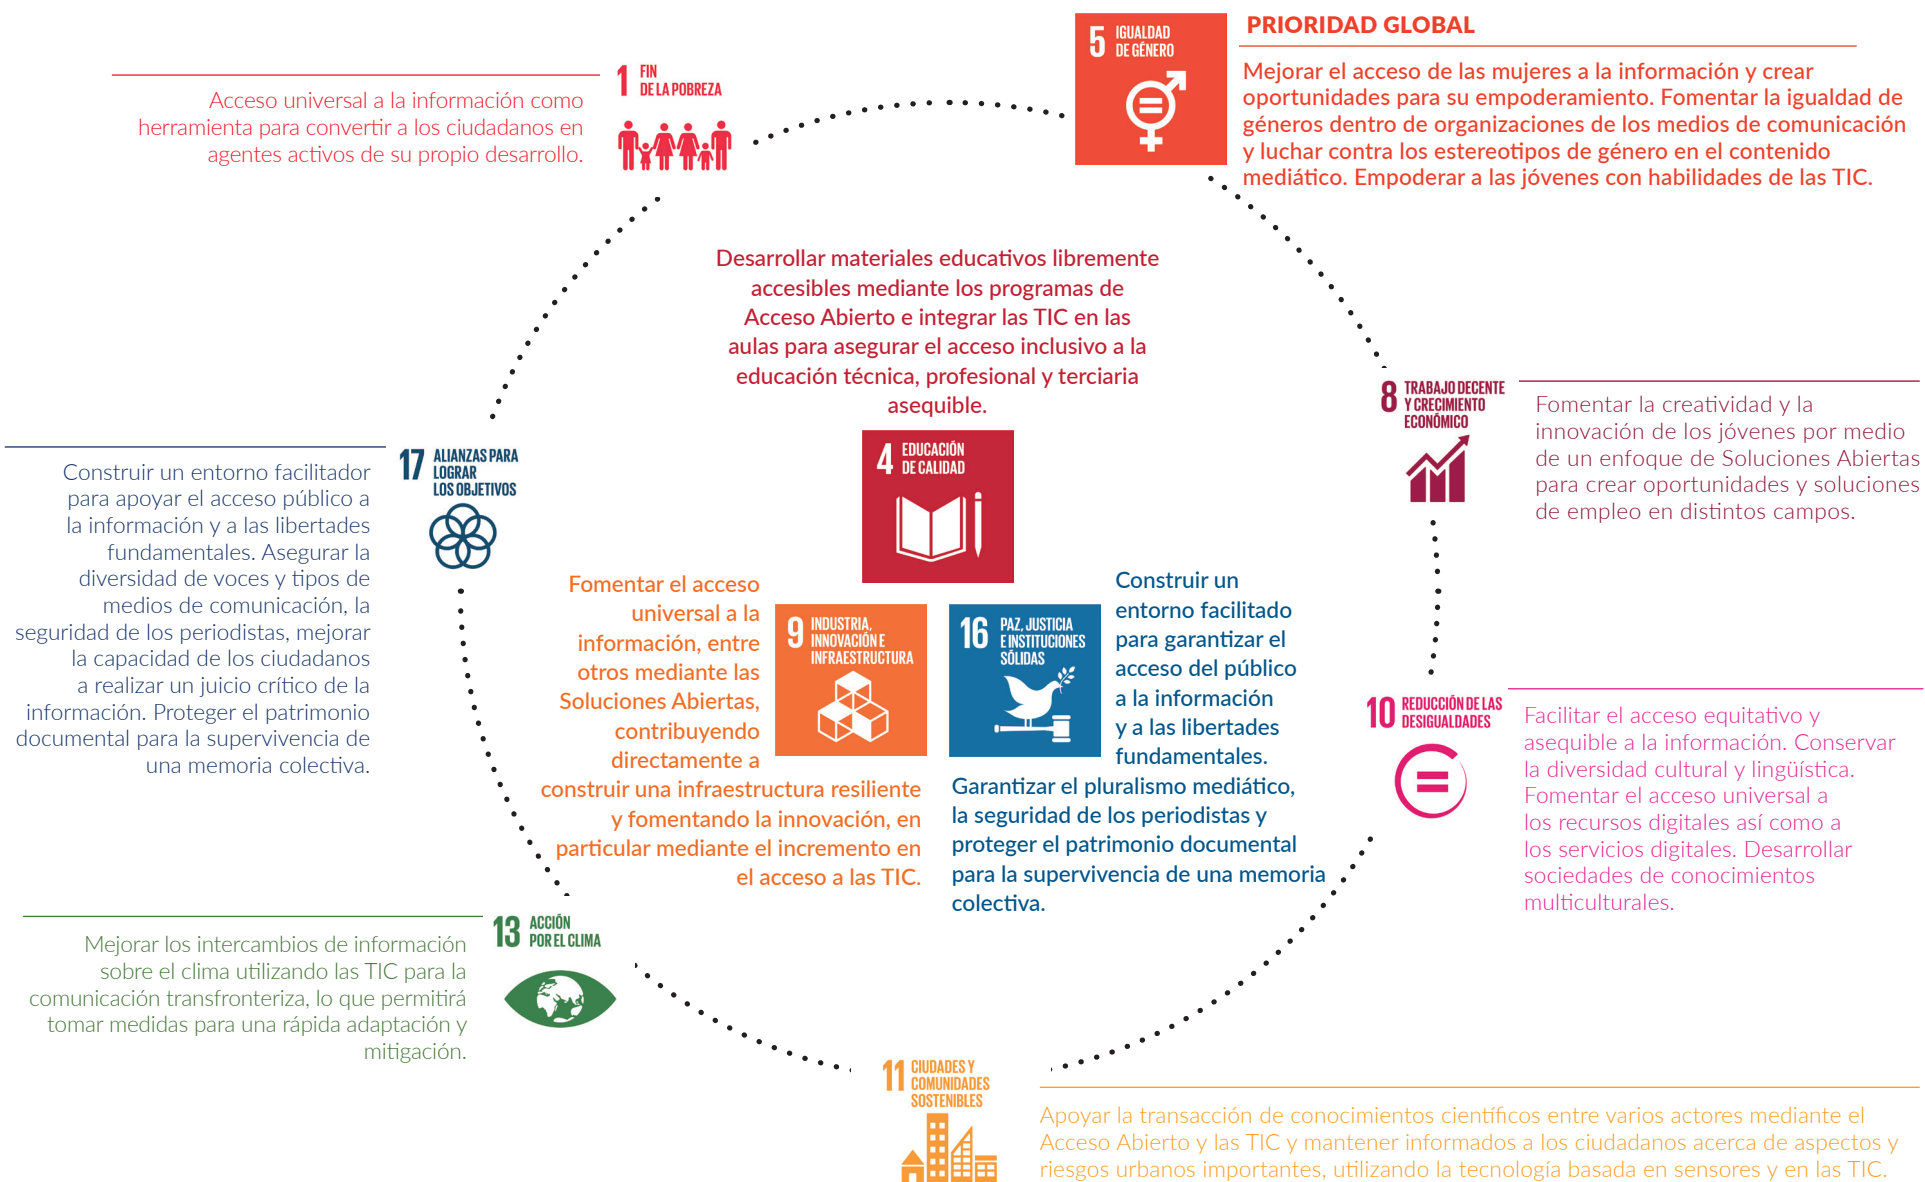 1 FIN
DE LA POBREZA
Acceso universal a la información como
herramienta para convertir a los ciudadanos en
agentes activos de su propio desarrollo.
5 IGUALDAD
DE GÉNERO
PRIORIDAD GLOBAL
Mejorar el acceso de las mujeres a la información y crear
oportunidades para su empoderamiento. Fomentar la igualdad de
géneros dentro de organizaciones de los medios de comunicación
y luchar contra los estereotipos de género en el contenido
mediático. Empoderar a las jóvenes con habilidades de las TIC.
Desarrollar materiales educativos libremente
accesibles mediante los programas de
Acceso Abierto e integrar las TIC en las
aulas para asegurar el acceso inclusivo a la
educación técnica, profesional y terciaria
asequible.
4 EDUCACIÓN
DE CALIDAD
8 TRABAJO DECENTE
Y CRECIMIENTO
ECONÓMICO
Fomentar la creatividad y la
innovación de los jóvenes por medio
de un enfoque de Soluciones Abiertas
para crear oportunidades y soluciones
de empleo en distintos campos.
17 ALIANZAS PARA
LOGRAR
LOS OBJETIVOS
Construir un entorno facilitador
para apoyar el acceso público a
la información y a las libertades
fundamentales. Asegurar la
diversidad de voces y tipos de
medios de comunicación, la
seguridad de los periodistas, mejorar
la capacidad de los ciudadanos
a realizar un juicio crítico de la
información. Proteger el patrimonio
documental para la supervivencia de
una memoria colectiva.
Fomentar el acceso
universal a la
información, entre
otros mediante las
Soluciones Abiertas,
contribuyendo
directamente a
construir una infraestructura resiliente
y fomentando la innovación, en
particular mediante el incremento en
el acceso a las TIC.
9 INDUSTRIA,
INNOVACIÓN E
INFRAESTRUCTURA
16 PAZ, JUSTICIA
E INSTITUCIONES
SÓLIDAS
Construir un
entorno facilitado
para garantizar el
acceso del público
a la información
y a las libertades
fundamentales.
Garantizar el pluralismo mediático,
la seguridad de los periodistas y
proteger el patrimonio documental
para la supervivencia de una memoria
colectiva.
10 REDUCCIÓN DE LAS
DESIGUALDADES
Facilitar el acceso equitativo y
asequible a la información. Conservar
la diversidad cultural y lingüística.
Fomentar el acceso universal a
los recursos digitales así como a
los servicios digitales. Desarrollar
sociedades de conocimientos
multiculturales.
13 ACCIÓN
POR EL CLIMA
Mejorar los intercambios de información
sobre el clima utilizando las TIC para la
comunicación transfronteriza, lo que permitirá
tomar medidas para una rápida adaptación y
mitigación.
11 CIUDADES Y
COMUNIDADES
SOSTENIBLES
Apoyar la transacción de conocimientos científicos entre varios actores mediante el
Acceso Abierto y las TIC y mantener informados a los ciudadanos acerca de aspectos y
riesgos urbanos importantes, utilizando la tecnología basada en sensores y en las TIC.